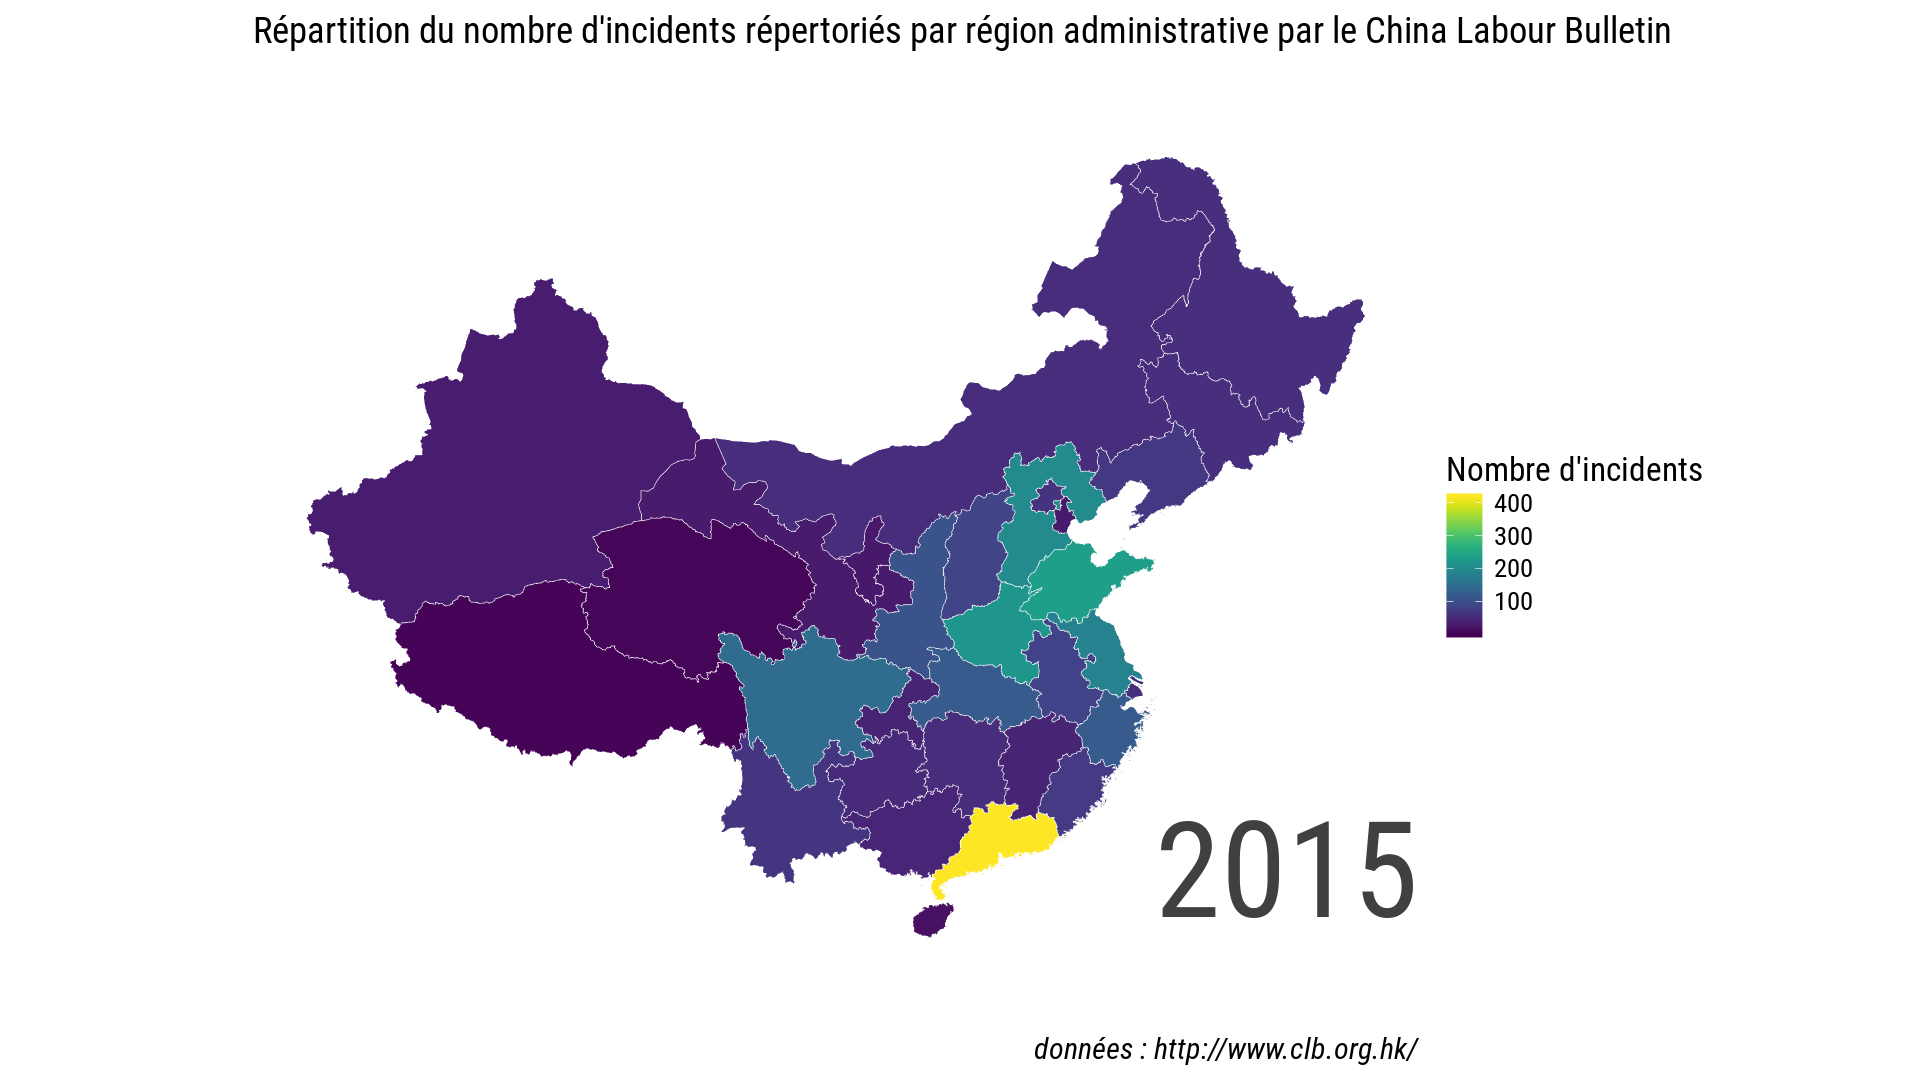 Répartition du nombre d'incidents répertoriés par région administrative par le China Labour Bulletin
Nombre d'incidents
400
300
200
100
2015
données : http://www.clb.org.hk/